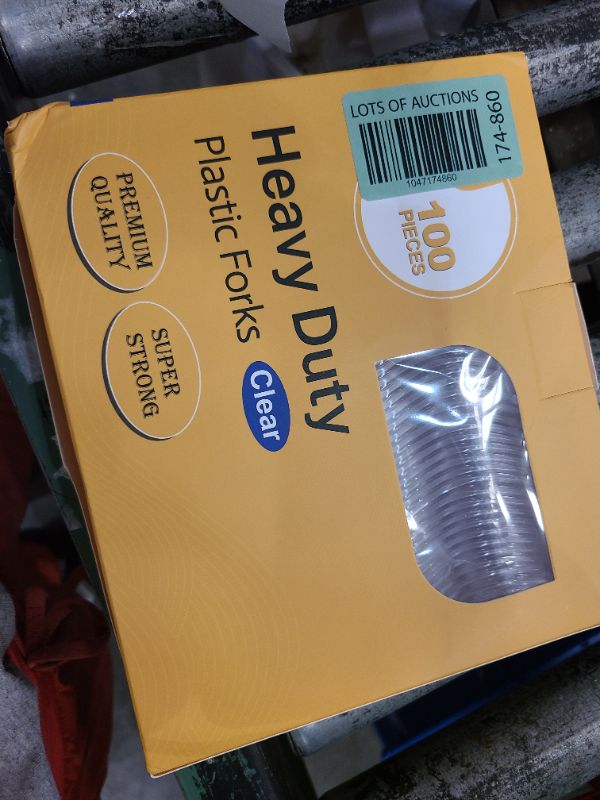 LOTS OF AUCTIONS
174-860
1047174860
100
PIECES
Heavy Duty
Plastic Forks
Clear
PREMIUM
QUALITY
SUPER
STRONG